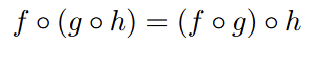 f ∘ (g ∘ h) = (f ∘ g) ∘ h